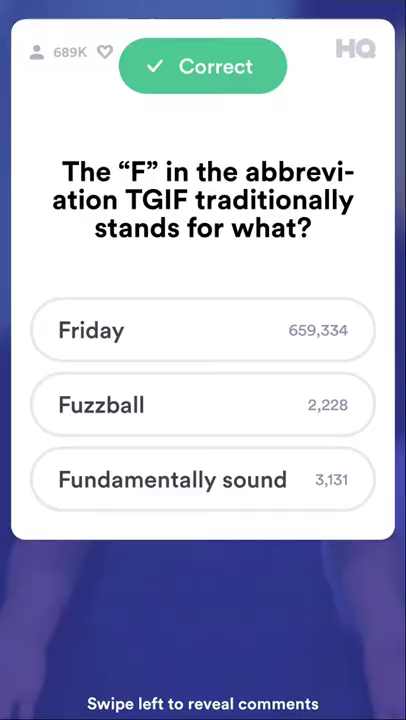 689K
Correct
HQ
The “F” in the abbrevi-
ation TGIF traditionally
stands for what?
Friday 659,334
Fuzzball 2,228
Fundamentally sound 3,131
Swipe left to reveal comments